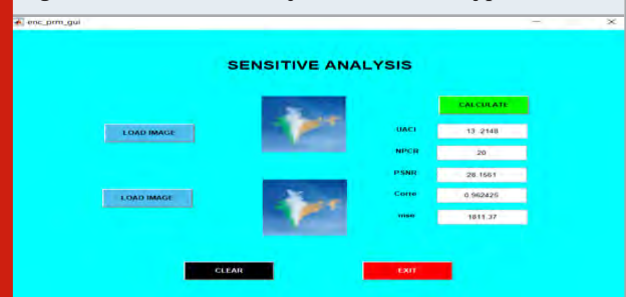 enc_prm_gui
SENSITIVE ANALYSIS
CALCULATE
LOAD IMAGE
UACI 13.2148
NPCR 20
PSNR 28.1561
LOAD IMAGE
Corre 0.962425
mse 1811.37
CLEAR EXIT